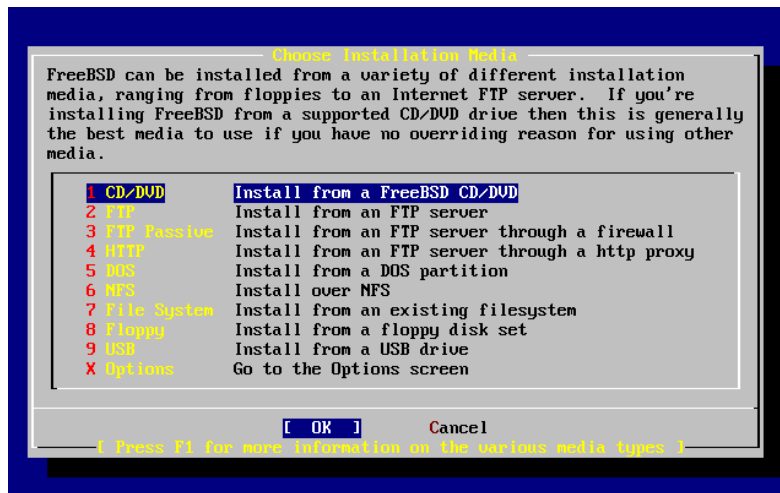 Choose Installation Media
FreeBSD can be installed from a variety of different installation
media, ranging from floppies to an Internet FTP server.  If you're
installing FreeBSD from a supported CD/DVD drive then this is generally
the best media to use if you have no overriding reason for using other
media.
1 CD/DVD Install from a FreeBSD CD/DVD
2 FTP Install from an FTP server
3 FTP Passive Install from an FTP server through a firewall
4 HTTP Install from an FTP server through a http proxy
5 DOS Install from a DOS partition
6 NFS Install over NFS
7 File System Install from an existing filesystem
8 Floppy Install from a floppy disk set
9 USB Install from a USB drive
X Options Go to the Options screen
[ OK ] Cancel
[ Press F1 for more information on the various media types ]